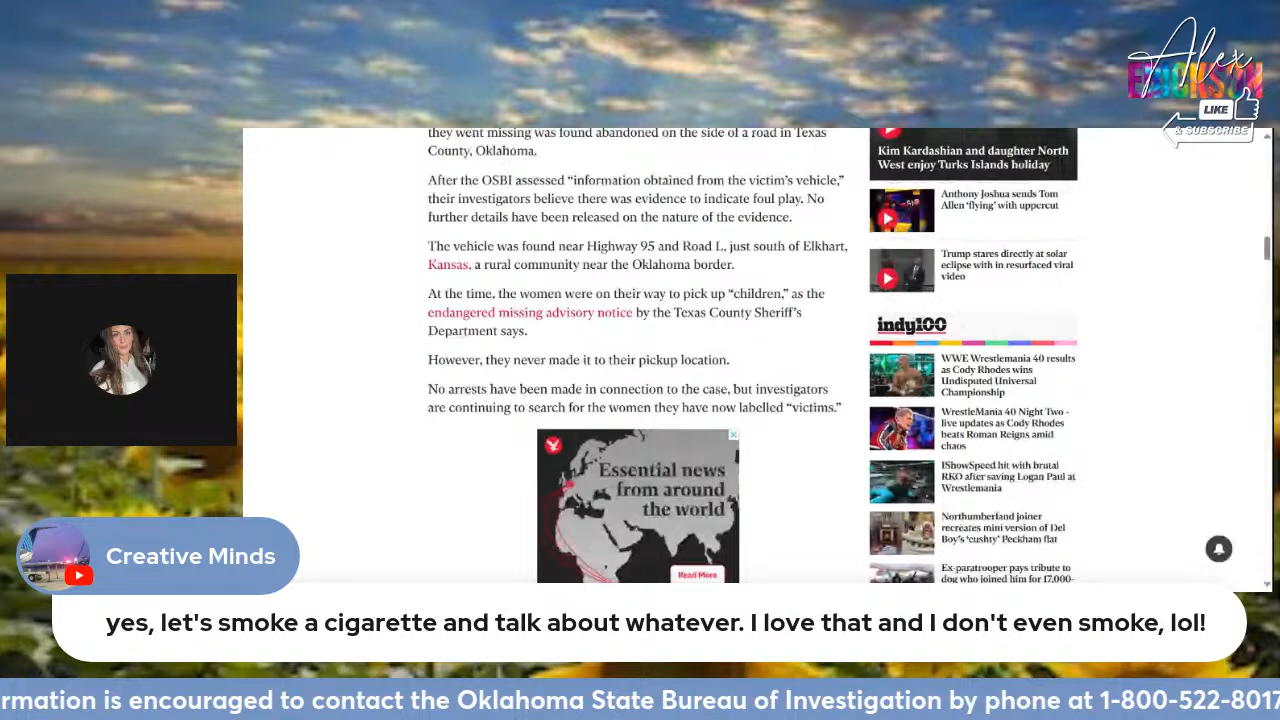 Alex
ERICKSON
LIKE
& SUBSCRIBE
they went missing was found abandoned on the side of a road in Texas
County, Oklahoma.
After the OSBI assessed “information obtained from the victim’s vehicle,”
their investigators believe there was evidence to indicate foul play. No
further details have been released on the nature of the evidence.
The vehicle was found near Highway 95 and Road L, just south of Elkhart,
Kansas, a rural community near the Oklahoma border.
At the time, the women were on their way to pick up “children,” as the
endangered missing advisory notice by the Texas County Sheriff’s
Department says.
However, they never made it to their pickup location.
No arrests have been made in connection to the case, but investigators
are continuing to search for the women they have now labelled “victims.”
Essential news
from around
the world
Read More
Kim Kardashian and daughter North
West enjoy Turks Islands holiday
Anthony Joshua sends Tom
Allen ‘flying’ with uppercut
Trump stares directly at solar
eclipse with in resurfaced viral
video
indy100
WWE Wrestlemania 40 results
as Cody Rhodes wins
Undisputed Universal
Championship
WrestleMania 40 Night Two -
live updates as Cody Rhodes
beats Roman Reigns amid
chaos
IShowSpeed hit with brutal
RKO after saving Logan Paul at
Wrestlemania
Northumberland joiner
recreates mini version of Del
Boy’s ‘cushty’ Peckham flat
Ex-paratrooper pays tribute to
dog who joined him for 17,000-
Creative Minds
yes, let's smoke a cigarette and talk about whatever. I love that and I don't even smoke, lol!
rmation is encouraged to contact the Oklahoma State Bureau of Investigation by phone at 1-800-522-8017